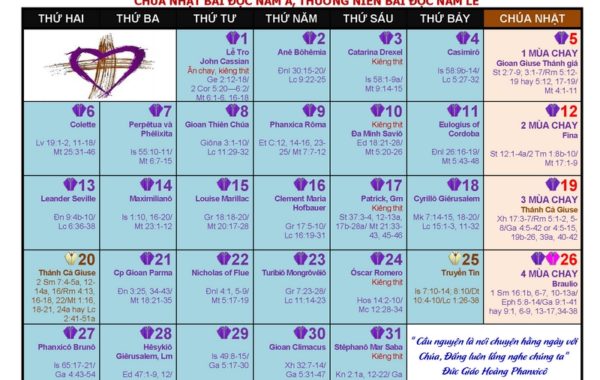 CHÚA NHẬT BÀI ĐỌC NĂM A, THƯỜNG NIÊN BÀI ĐỌC NĂM LẺ
THỨ HAI THỨ BA THỨ TƯ THỨ NĂM THỨ SÁU THỨ BẢY CHÚA NHẬT
1
Lễ Tro
John Cassian
Ăn chay, kiêng thịt
Ge 2:12-18/
2 Cor 5:20—6:2/
Mt 6:1-6, 16-18
2
Anê Bôhêmia
Đnl 30:15-20/
Lc 9:22-25
3
Catarina Drexel
Kiêng thịt
Is 58:1-9a/
Mt 9:14-15
4
Casimirô
Is 58:9b-14/
Lc 5:27-32
5
1 MÙA CHAY
Gioan Giuse Thánh giá
St 2:7-9, 3:1-7/Rm 5:12-
19 hay 5:12, 17-19/
Mt 4:1-11
6
Colette
Lv 19:1-2, 11-18/
Mt 25:31-46
7
Perpêtua và
Phêlixita
Is 55:10-11/
Mt 6:7-15
8
Gioan Thiên Chúa
Giôna 3:1-10/
Lc 11:29-32
9
Phanxica Rôma
Et C:12, 14-16, 23-
25/ Mt 7:7-12
10
Kiêng thịt
Đa Minh Saviô
Ed 18:21-28/
Mt 5:20-26
11
Eulogius of
Cordoba
Đnl 26:16-19/
Mt 5:43-48
12
2 MÙA CHAY
Fina
St 12:1-4a/2 Tm 1:8b-10/
Mt 17:1-9
13
Leander Seville
Đn 9:4b-10/
Lc 6:36-38
14
Maximilianô
Is 1:10, 16-20/
Mt 23:1-12
15
Louise Marillac
Gr 18:18-20/
Mt 20:17-28
16
Clement Maria
Hofbauer
Gr 17:5-10/
Lc 16:19-31
17
Patrick, Gm
Kiêng thịt
St 37:3-4, 12-13a,
17b-28a/ Mt 21:33-
43, 45-46
18
Cyrillô Giêrusalem
Mk 7:14-15, 18-20/
Lc 15:1-3, 11-32
19
3 MÙA CHAY
Thánh Cả Giuse
Xh 17:3-7/Rm 5:1-2, 5-
8/Ga 4:5-42 or 4:5-15,
19b-26, 39a, 40-42
20
Thánh Cả Giuse
2 Sm 7:4-5a, 12-
14a, 16/Rm 4:13,
16-18, 22/Mt 1:16,
18-21, 24a hay Lc
2:41-51a
21
Cp Gioan Parma
Đn 3:25, 34-43/
Mt 18:21-35
22
Nicholas of Flue
Đnl 4:1, 5-9/
Mt 5:17-19
23
Turibiô Mongrôvêjô
Gr 7:23-28/
Lc 11:14-23
24
Óscar Romero
Kiêng thịt
Hos 14:2-10/
Mc 12:28-34
25
Truyền Tin
Is 7:10-14; 8:10/Dt
10:4-10/Lc 1:26-38
26
4 MÙA CHAY
Braulio
1 Sm 16:1b, 6-7, 10-13a/
Eph 5:8-14/Ga 9:1-41
hay 9:1, 6-9, 13-17,34-38
27
Phanxicô Brunô
Is 65:17-21/
Ga 4:43-54
28
Hêsykiô
Giêrusalem, Lm
Ed 47:1-9, 12/
29
Is 49:8-15/
Ga 5:17-30
30
Gioan Climacus
Xh 32:7-14/
Ga 5:31-47
31
Stêphanô Mar Saba
Kiêng thịt
Kn 2:1a, 12-22/ Ga
"Cầu nguyện là nói chuyện hằng ngày với
Chúa, Đấng luôn lắng nghe chúng ta"
Đức Giáo Hoàng Phanxicô